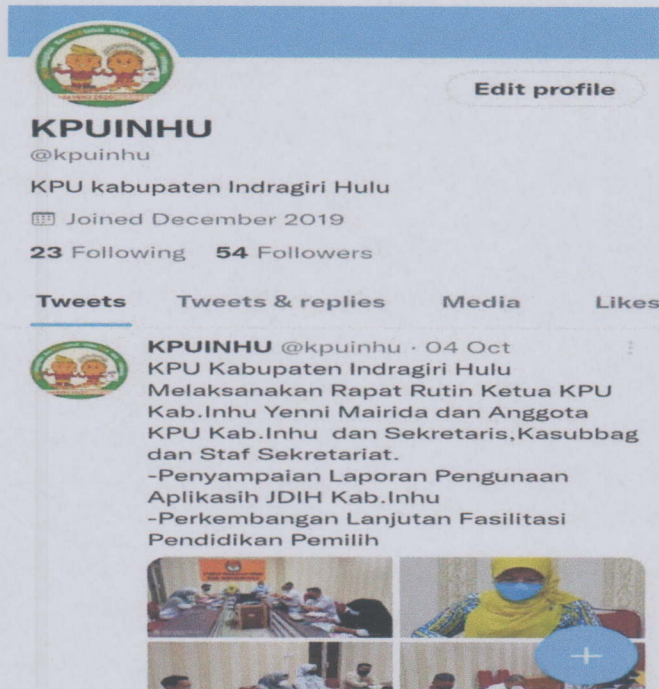 Edit profile
KPUINHU
@kpuinhu
KPU kabupaten Indragiri Hulu
Joined December 2019
23 Following 54 Followers
Tweets Tweets & replies Media Likes
KPUINHU @kpuinhu · 04 Oct
KPU Kabupaten Indragiri Hulu
Melaksanakan Rapat Rutin Ketua KPU
Kab.Inhu Yenni Mairida dan Anggota
KPU Kab.Inhu dan Sekretaris,Kasubbag
dan Staf Sekretariat.
-Penyampaian Laporan Pengunaan
Aplikasih JDIH Kab.Inhu
-Perkembangan Lanjutan Fasilitasi
Pendidikan Pemilih